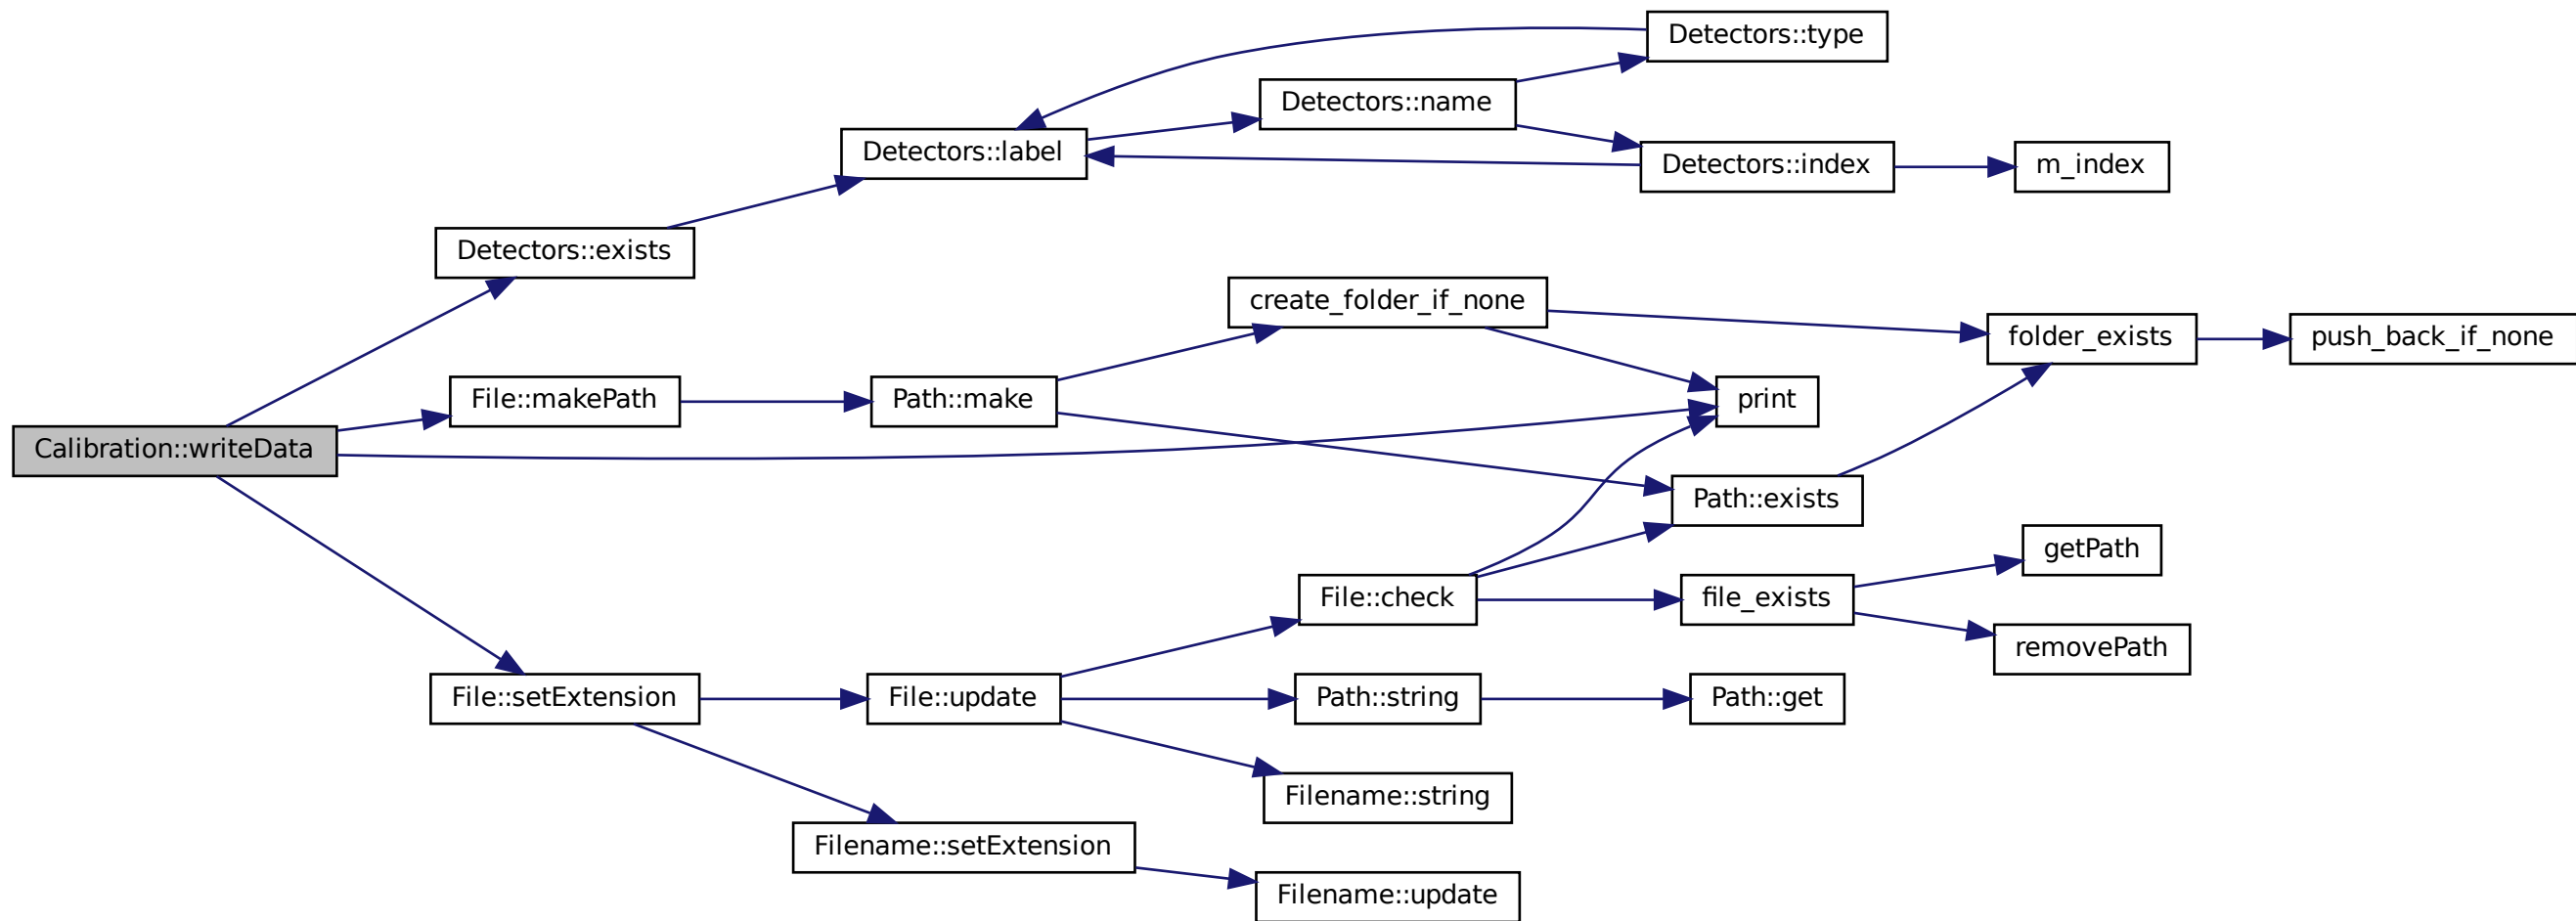 Detectors::type
Detectors::name
Detectors::label
Detectors::index
m_index
Detectors::exists
create_folder_if_none
folder_exists
push_back_if_none
File::makePath
Path::make
print
Calibration::writeData
Path::exists
getPath
File::check
file_exists
removePath
File::setExtension
File::update
Path::string
Path::get
Filename::string
Filename::setExtension
Filename::update